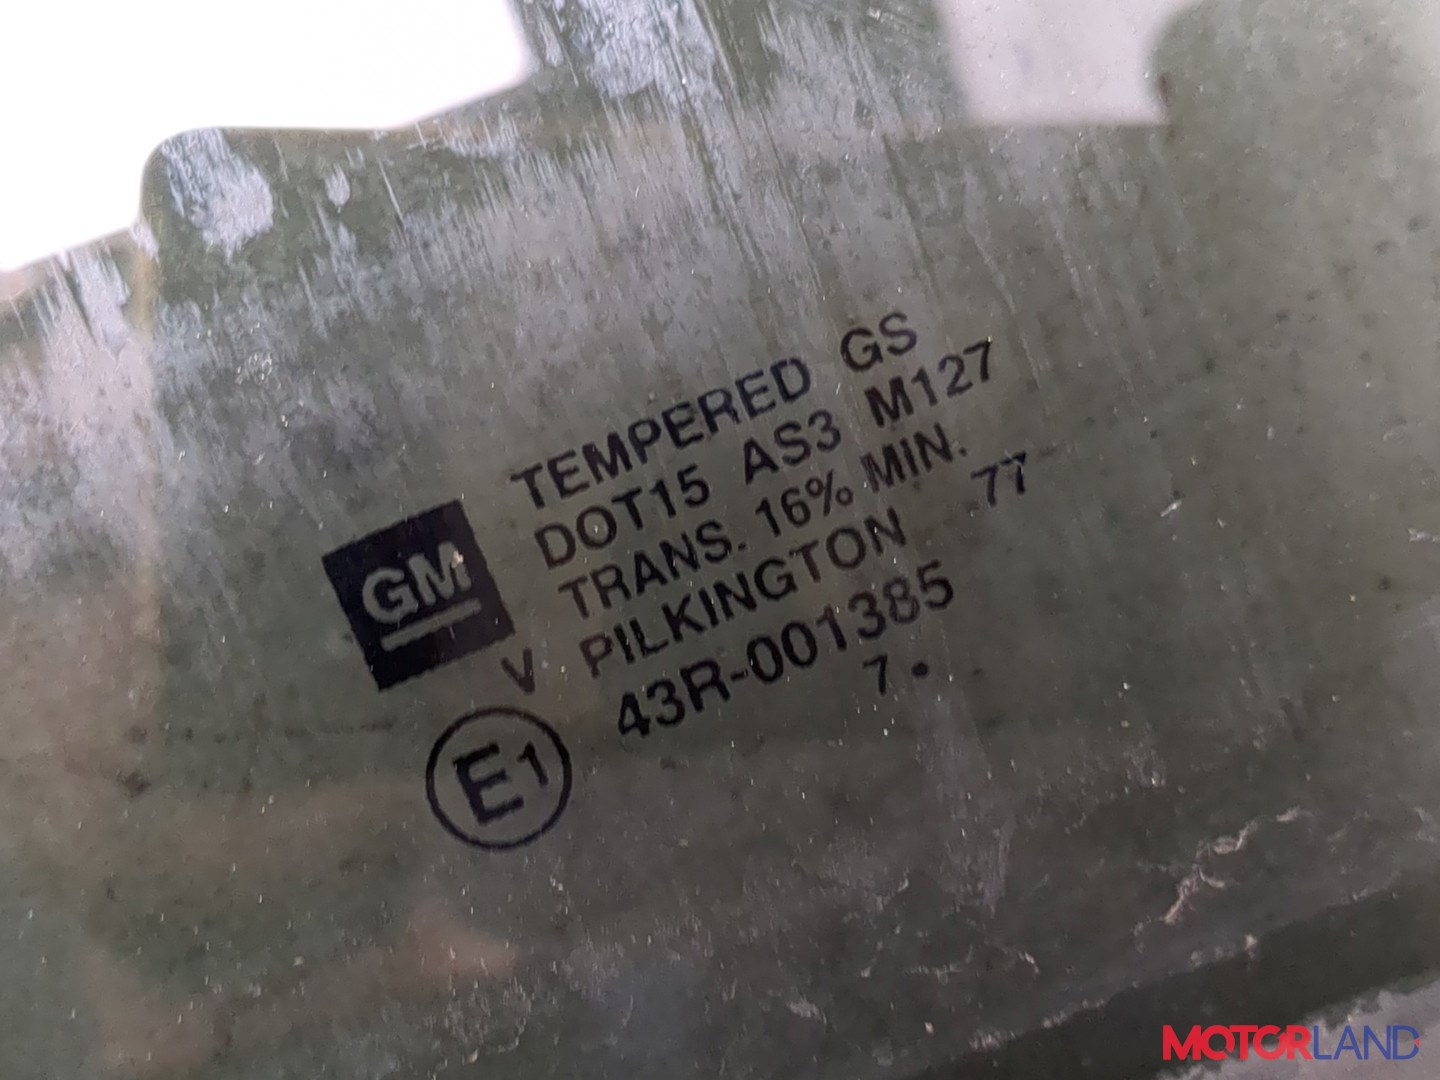 TEMPERED GS
DOT15 AS3 M127
TRANS. 16% MIN.
PILKINGTON 77
GM
V 43R-001385
7 .
E1
MOTORLAND